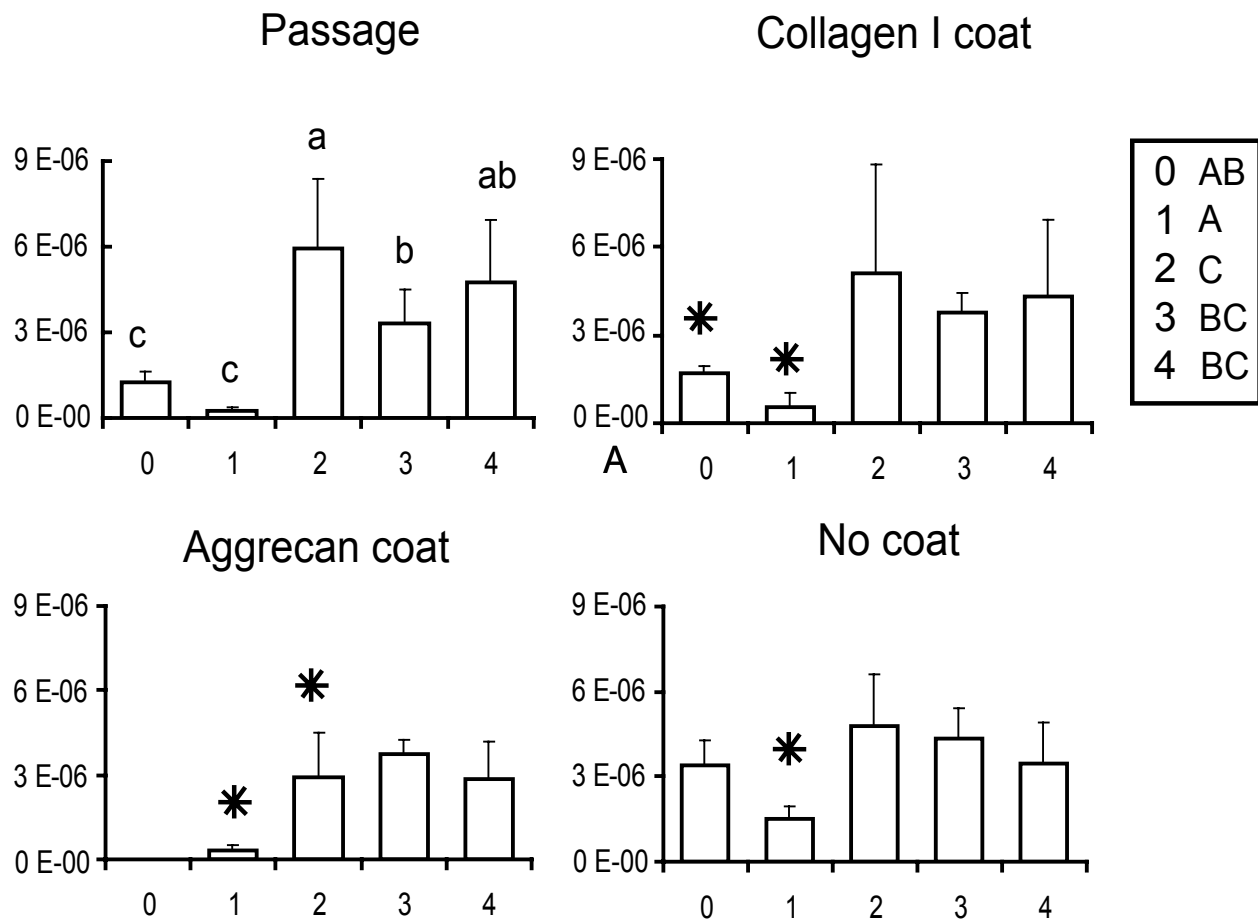 Passage
9 E-06
6 E-06
3 E-06
0 E-00
c
c
a
b
ab
0 1 2 3 4
Collagen I coat
9 E-06
6 E-06
3 E-06
0 E-00
* *
A
0 1 2 3 4
0 AB
1 A
2 C
3 BC
4 BC
Aggrecan coat
9 E-06
6 E-06
3 E-06
0 E-00
* *
0 1 2 3 4
No coat
9 E-06
6 E-06
3 E-06
0 E-00
*
0 1 2 3 4